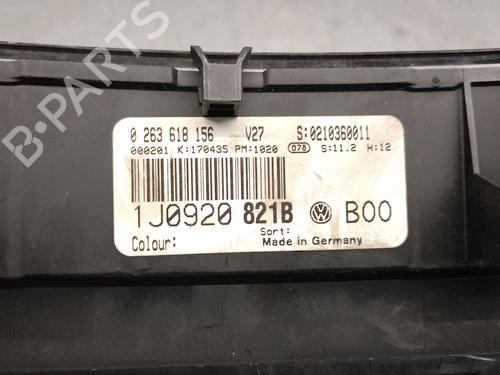 0 263 618 156 V27 S:0210360011
000201 K:170435 PM:1020 078 S:11.2 H:12
1J0920 821B VW B00
Colour: Sort:
Made in Germany
B-PARTS